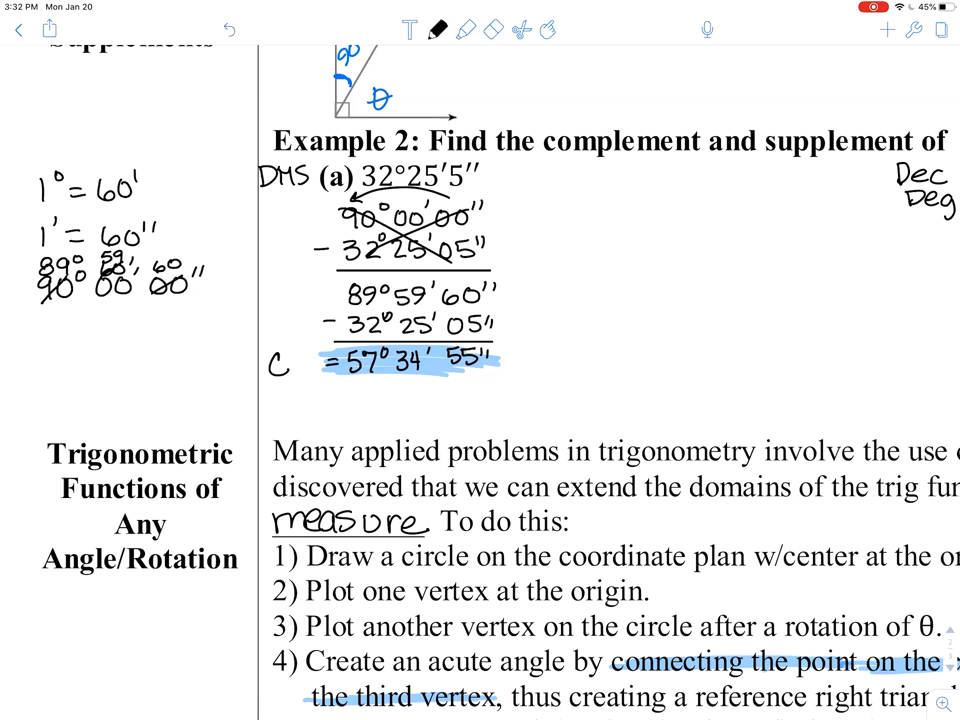 3:32 PM Mon Jan 20
45%
Supplements
90
θ
Example 2: Find the complement and supplement of
DMS (a) 32°25′5′′
Dec
Deg
1° = 60'
1' = 60''
89° 59 60
60'
90° 00 00''
90° 00' 00''
- 32° 25' 05''
89° 59' 60''
- 32° 25' 05''
C = 57° 34' 55''
Trigonometric
Functions of
Any
Angle/Rotation
Many applied problems in trigonometry involve the use
discovered that we can extend the domains of the trig
measure. To do this:
1) Draw a circle on the coordinate plan w/center at the
2) Plot one vertex at the origin.
3) Plot another vertex on the circle after a rotation of θ.
4) Create an acute angle by connecting the point on the
the third vertex, thus creating a reference right